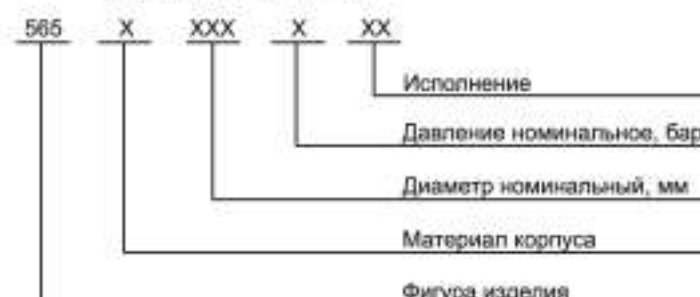 565 X XXX X XX
Исполнение
Давление номинальное, бар
Диаметр номинальный, мм
Материал корпуса
Фигура изделия